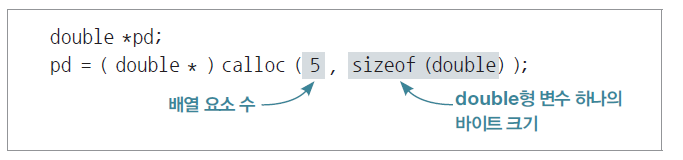 double *pd;
pd = ( double * ) calloc ( 5 , sizeof (double) );
배열 요소 수
double형 변수 하나의
바이트 크기